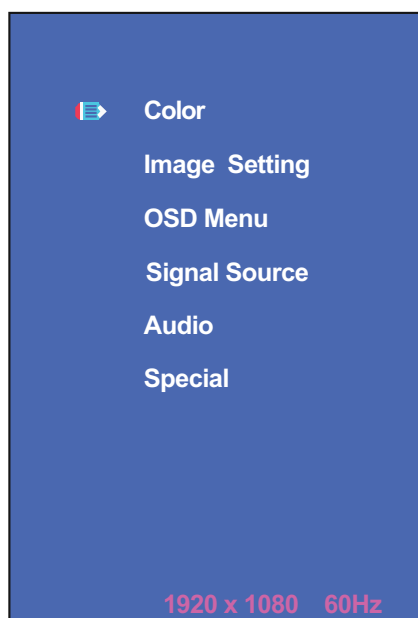 Color
Image Setting
OSD Menu
Signal Source
Audio
Special
1920 x 1080 60Hz